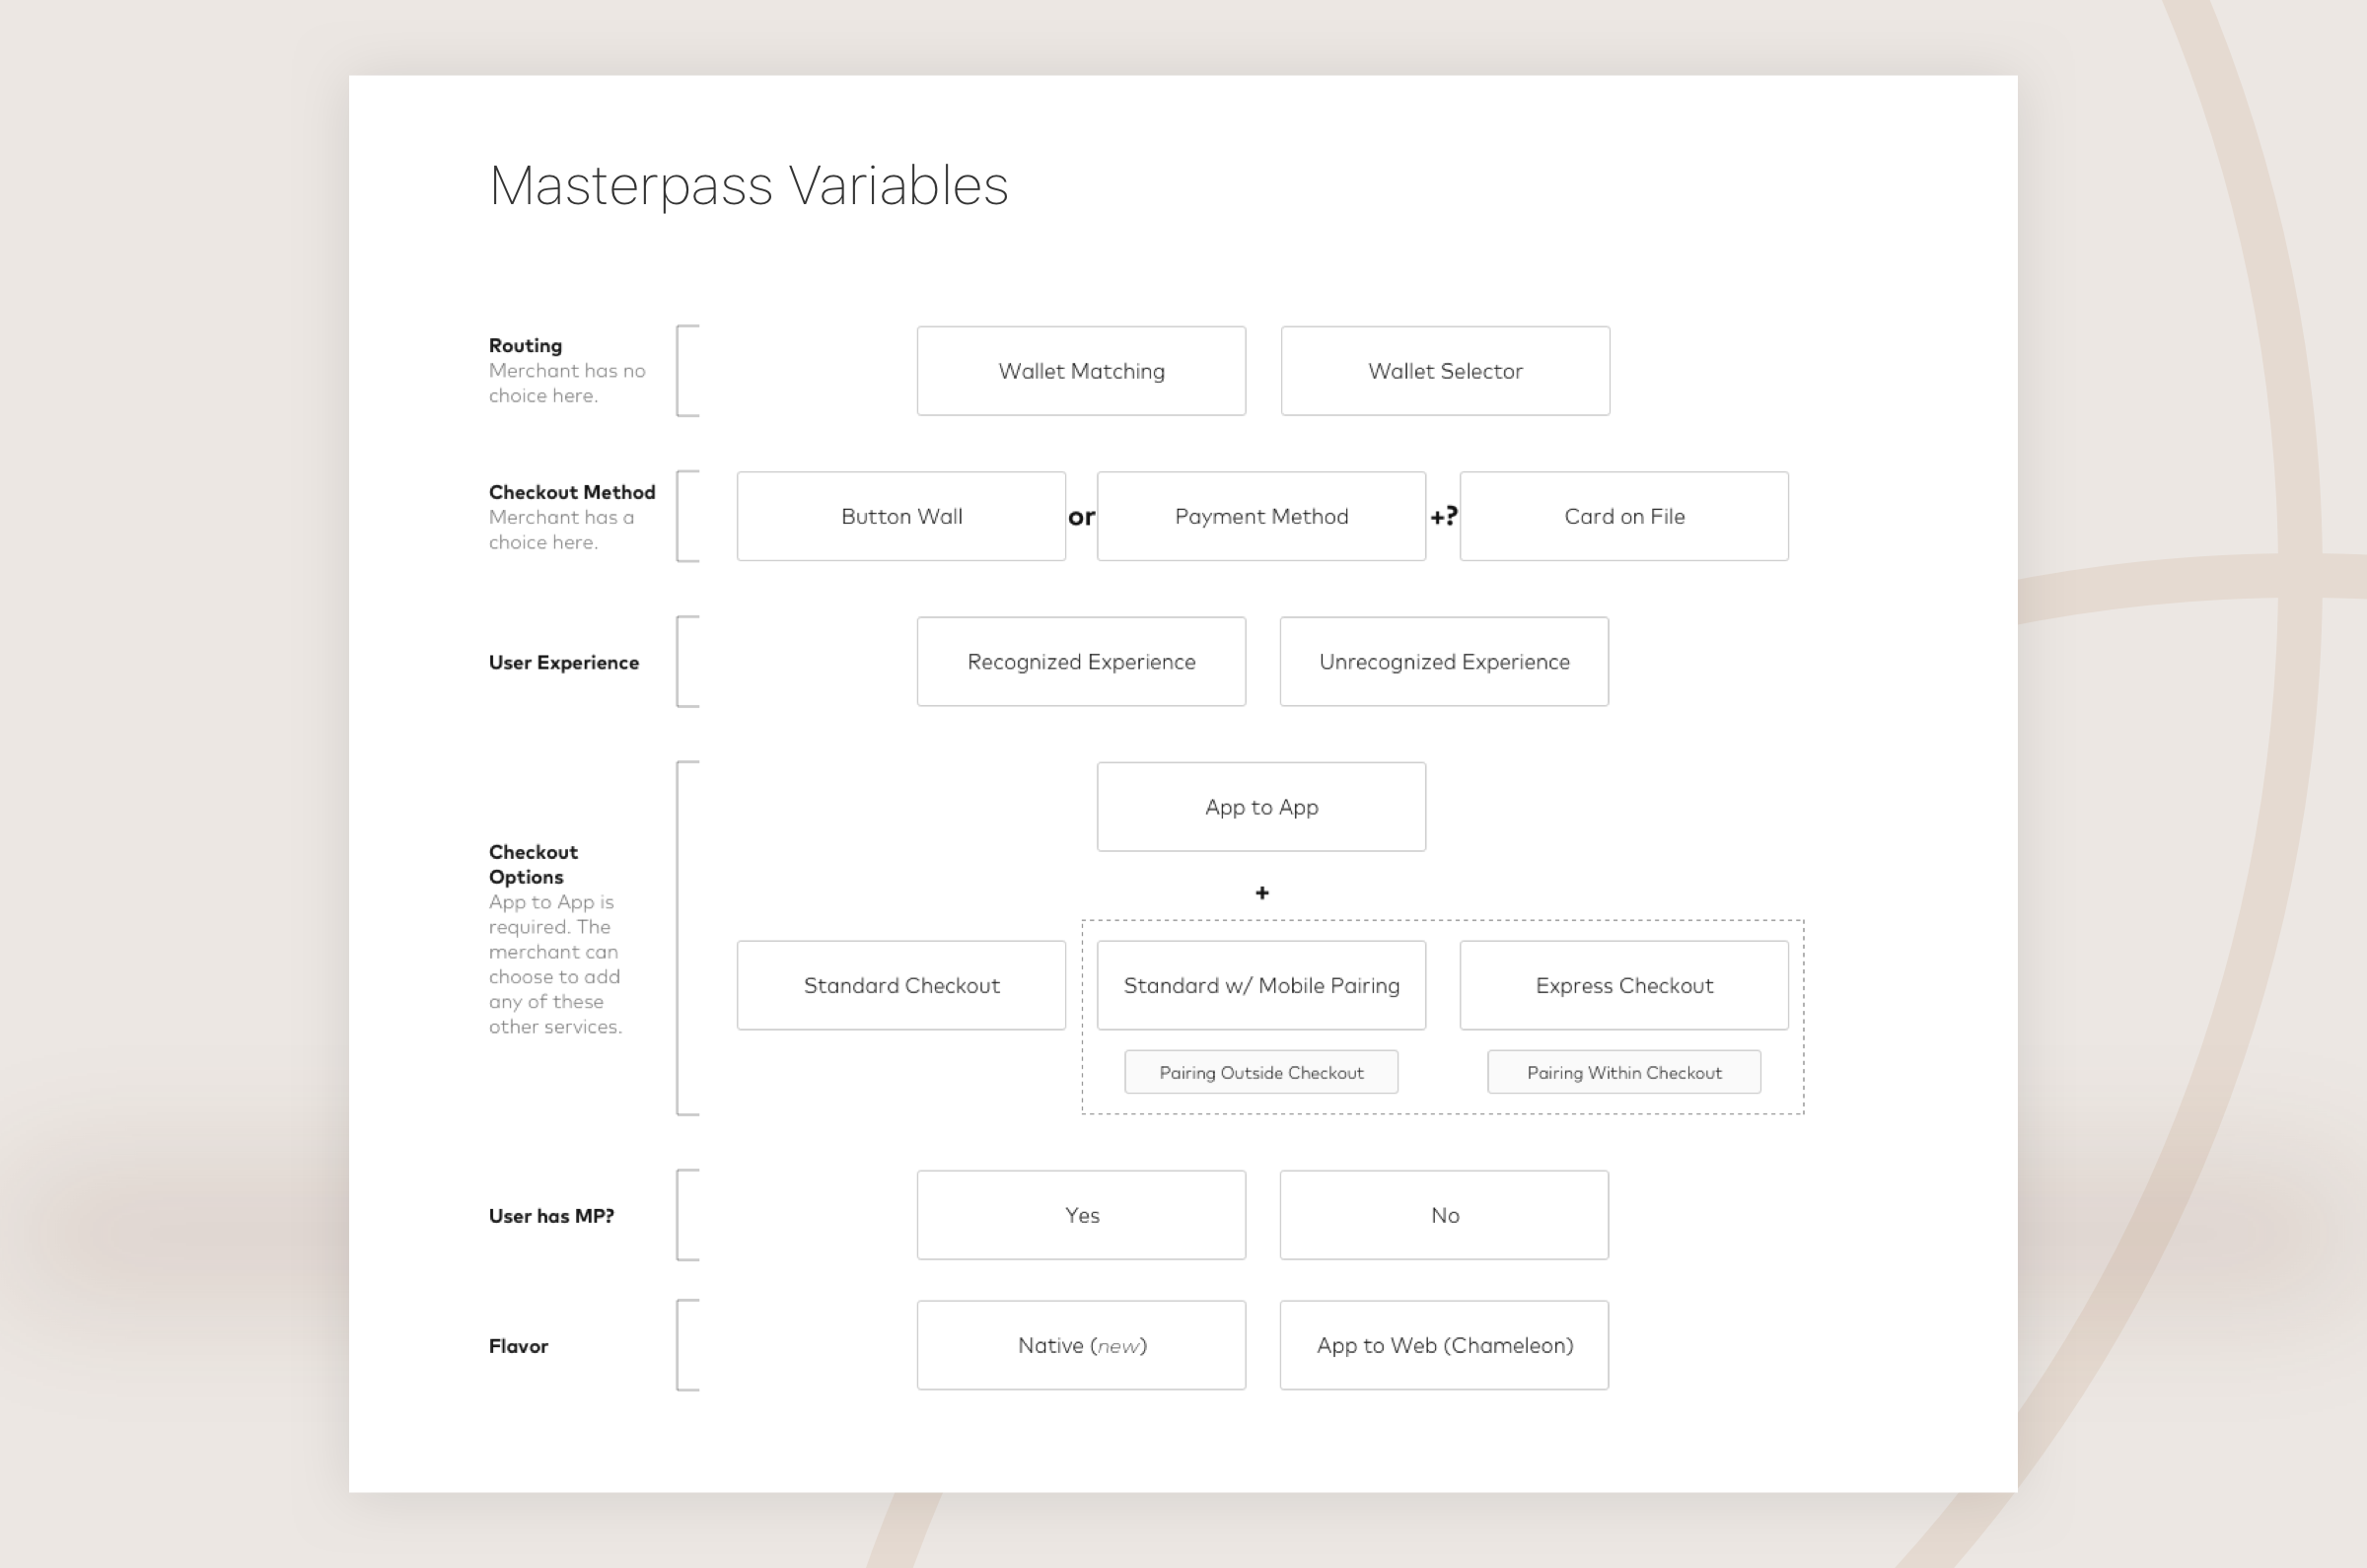 Masterpass Variables
Routing
Merchant has no
choice here.
Wallet Matching
Wallet Selector
Checkout Method
Merchant has a
choice here.
Button Wall
or
Payment Method
+?
Card on File
User Experience
Recognized Experience
Unrecognized Experience
Checkout
Options
App to App is
required. The
merchant can
choose to add
any of these
other services.
App to App
+
Standard Checkout
Standard w/ Mobile Pairing
Express Checkout
Pairing Outside Checkout
Pairing Within Checkout
User has MP?
Yes
No
Flavor
Native (new)
App to Web (Chameleon)